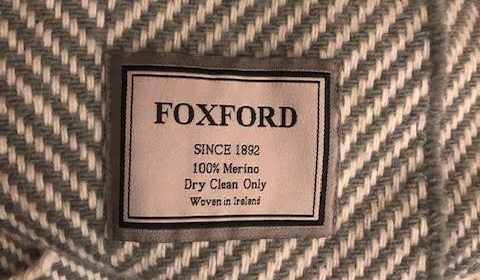 FOXFORD
SINCE 1892
100% Merino
Dry Clean Only
Woven in Ireland